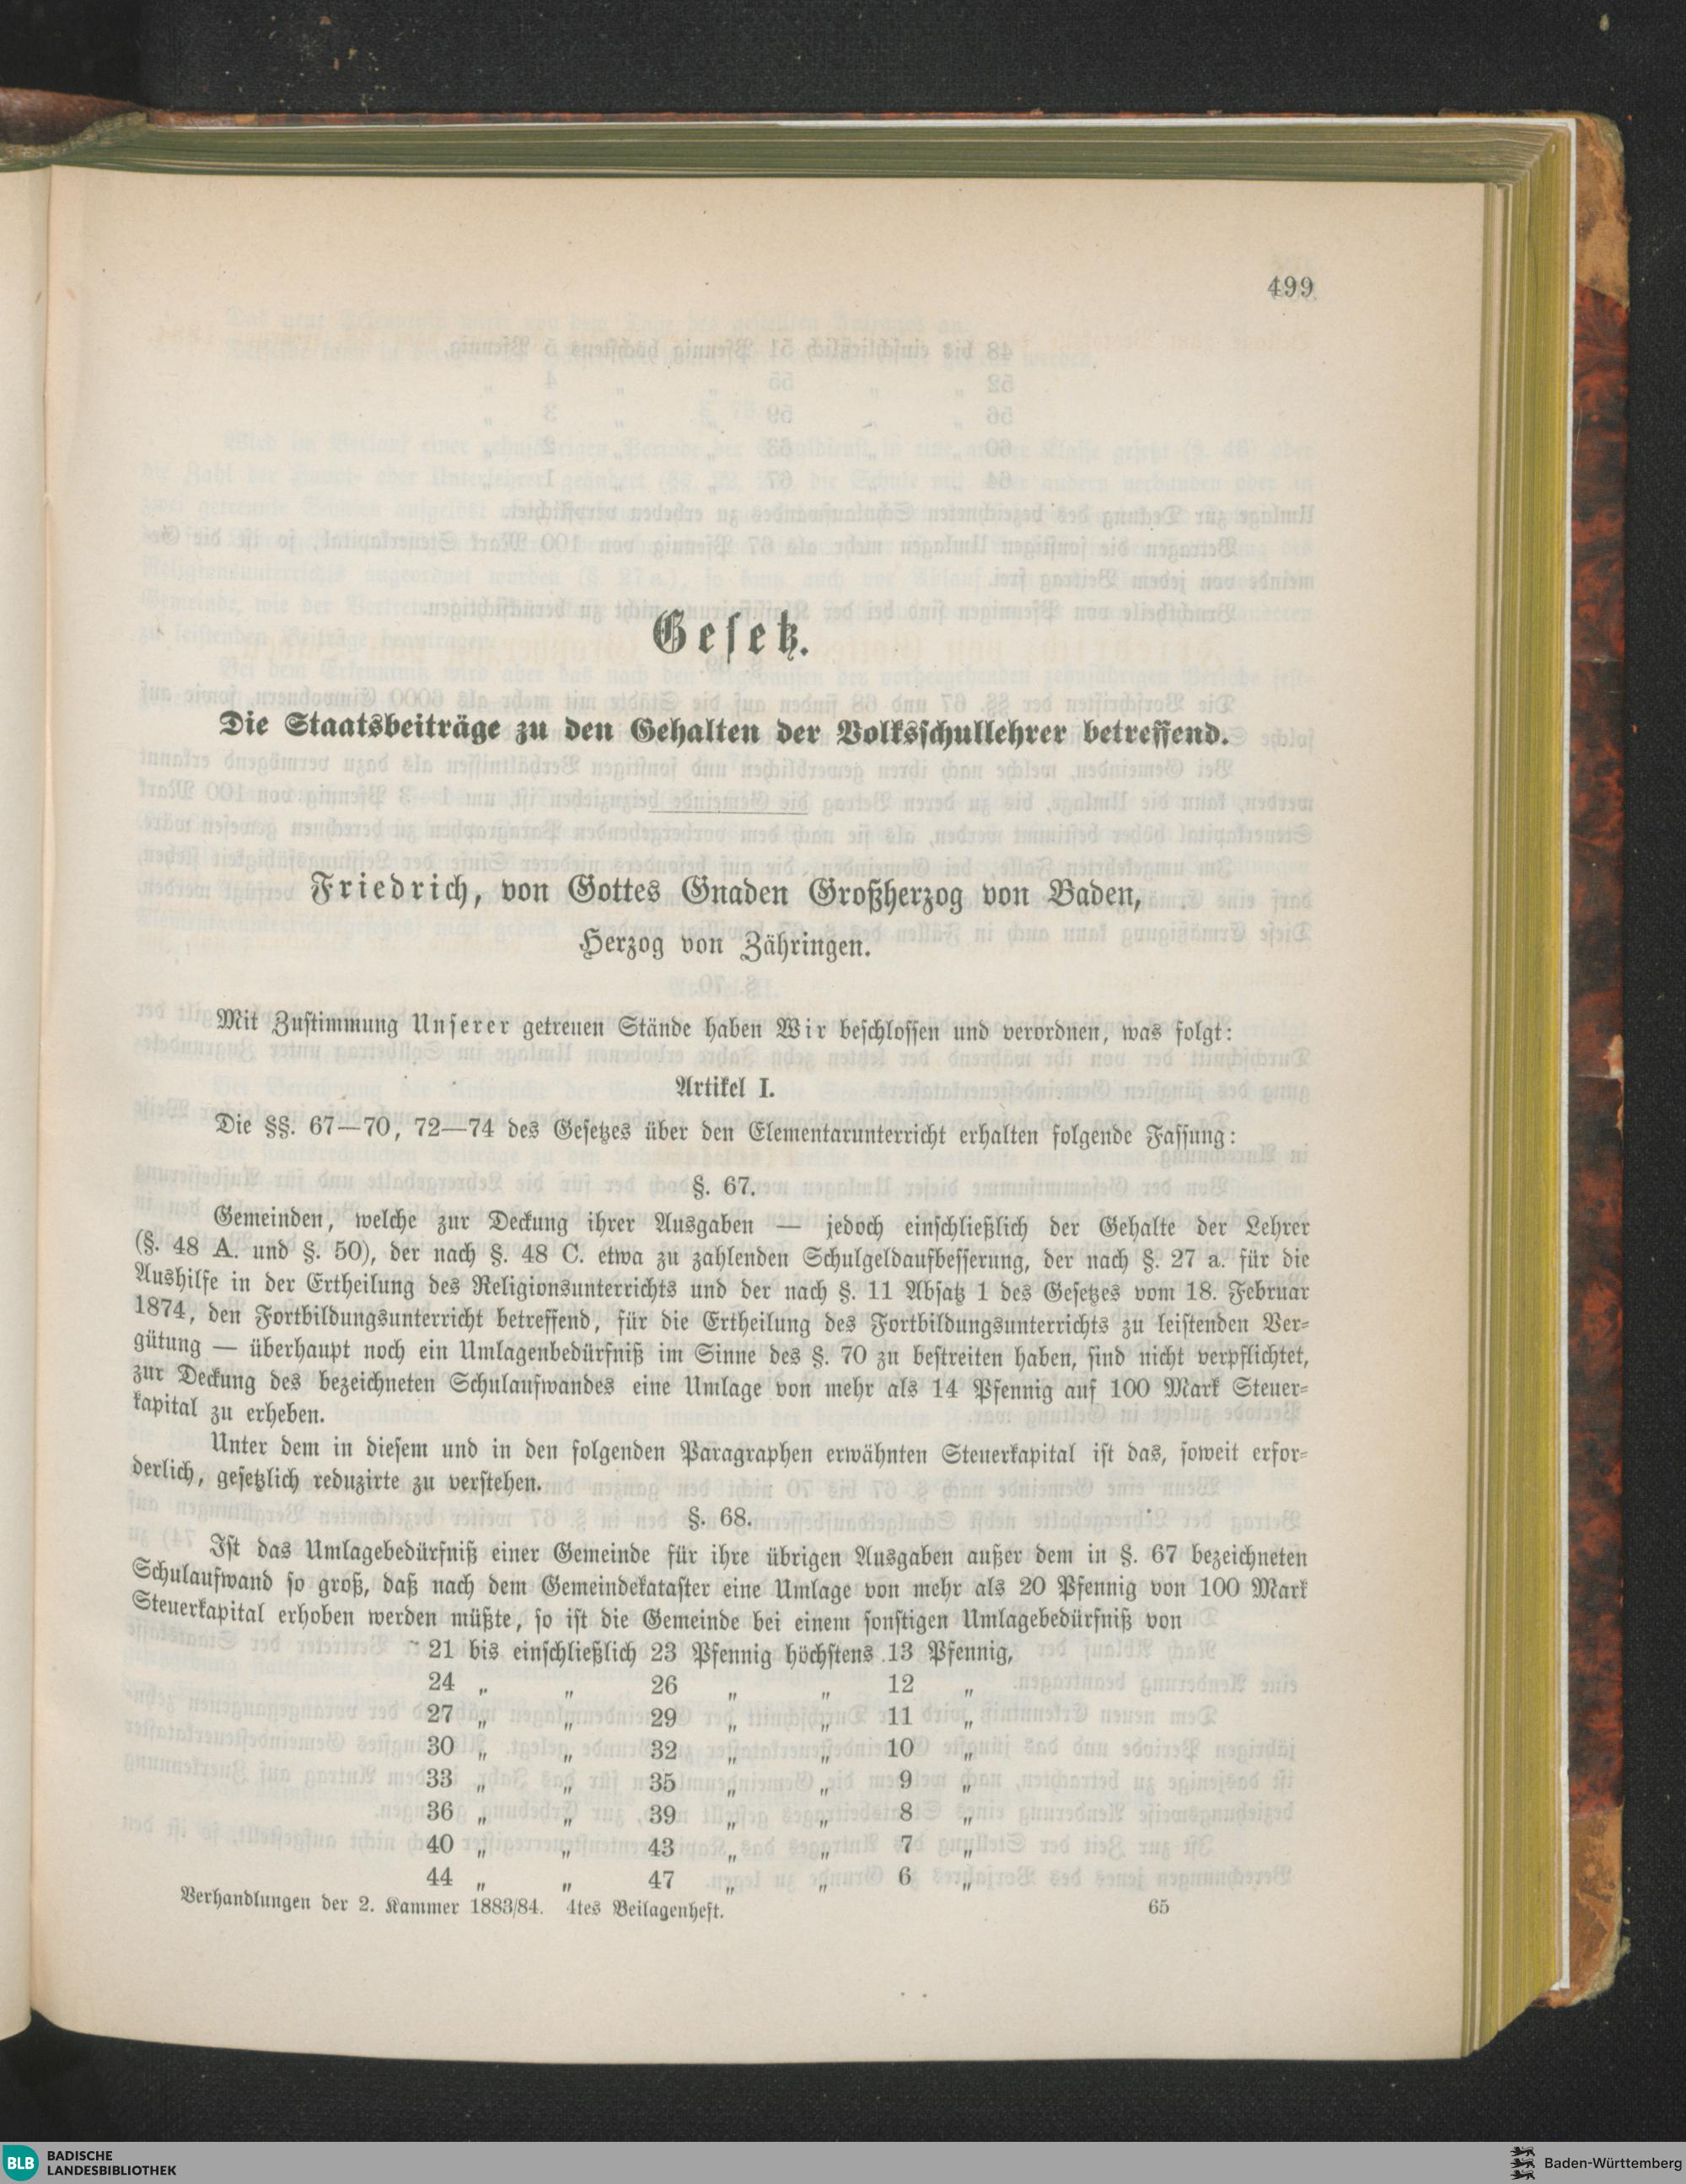 499
Gesetz.
Die Staatsbeiträge zu den Gehalten der Volksschullehrer betreffend.
Friedrich, von Gottes Gnaden Großherzog von Baden,
Herzog von Zähringen.
Mit Zustimmung Unserer getreuen Stände haben Wir beschlossen und verordnen, was folgt:
Artikel I.
Die §§. 67—70, 72—74 des Gesetzes über den Elementarunterricht erhalten folgende Fassung:
§. 67.
Gemeinden, welche zur Deckung ihrer Ausgaben — jedoch einschließlich der Gehalte der Lehrer
(§. 48 A. und §. 50), der nach §. 48 C. etwa zu zahlenden Schulgeldaufbesserung, der nach §. 27 a. für die
Aushilfe in der Ertheilung des Religionsunterrichts und der nach §. 11 Absatz 1 des Gesetzes vom 18. Februar
1874, den Fortbildungsunterricht betreffend, für die Ertheilung des Fortbildungsunterrichts zu leistenden Ver-
gütung — überhaupt noch ein Umlagenbedürfniß im Sinne des §. 70 zu bestreiten haben, sind nicht verpflichtet,
zur Deckung des bezeichneten Schulaufwandes eine Umlage von mehr als 14 Pfennig auf 100 Mark Steuer-
kapital zu erheben.
Unter dem in diesem und in den folgenden Paragraphen erwähnten Steuerkapital ist das, soweit erfor-
derlich, gesetzlich reduzirte zu verstehen.
§. 68.
Ist das Umlagebedürfniß einer Gemeinde für ihre übrigen Ausgaben außer dem in §. 67 bezeichneten
Schulaufwand so groß, daß nach dem Gemeindekataster eine Umlage von mehr als 20 Pfennig von 100 Mark
Steuerkapital erhoben werden müßte, so ist die Gemeinde bei einem sonstigen Umlagebedürfniß von
21 bis einschließlich 23 Pfennig höchstens 13 Pfennig,
24 „ „ 26 „ „ 12 „
27 „ „ 29 „ „ 11 „
30 „ „ 32 „ „ 10 „
33 „ „ 35 „ „ 9 „
36 „ „ 39 „ „ 8 „
40 „ „ 43 „ „ 7 „
44 „ „ 47 „ „ 6 „
Verhandlungen der 2. Kammer 1883/84. 4tes Beilagenheft. 65
BLB BADISCHE
LANDESBIBLIOTHEK
Baden-Württemberg